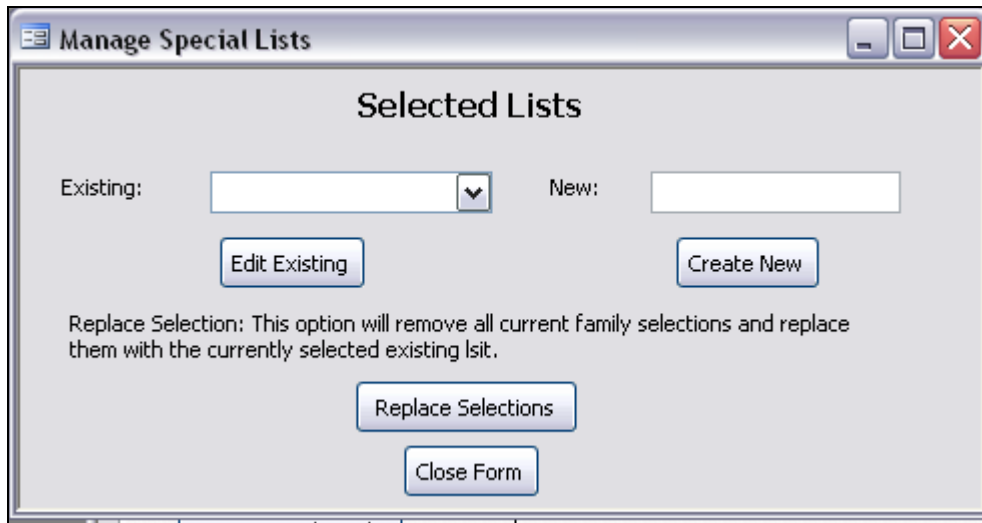 Manage Special Lists
Selected Lists
Existing:
New:
Edit Existing
Create New
Replace Selection: This option will remove all current family selections and replace
them with the currently selected existing lsit.
Replace Selections
Close Form